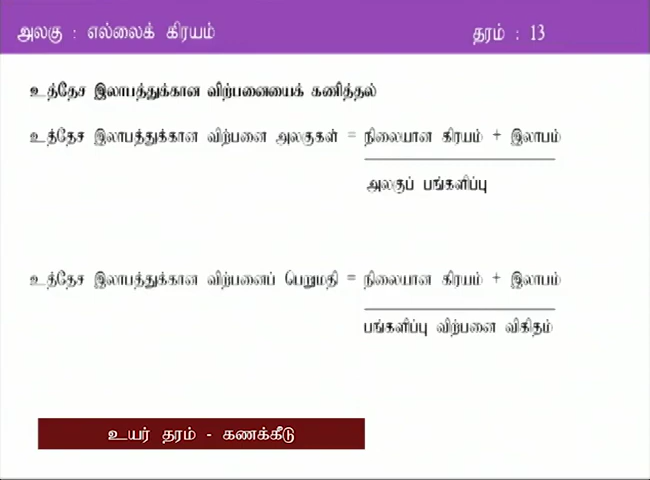 அலகு : எல்லைக் கிரயம்
தரம் : 13
உத்தேச இலாபத்துக்கான விற்பனையைக் கணித்தல்
உத்தேச இலாபத்துக்கான விற்பனை அலகுகள் = நிலையான கிரயம் + இலாபம்
அலகுப் பங்களிப்பு
உத்தேச இலாபத்துக்கான விற்பனைப் பெறுமதி = நிலையான கிரயம் + இலாபம்
பங்களிப்பு விற்பனை விகிதம்
உயர் தரம் - கணக்கீடு